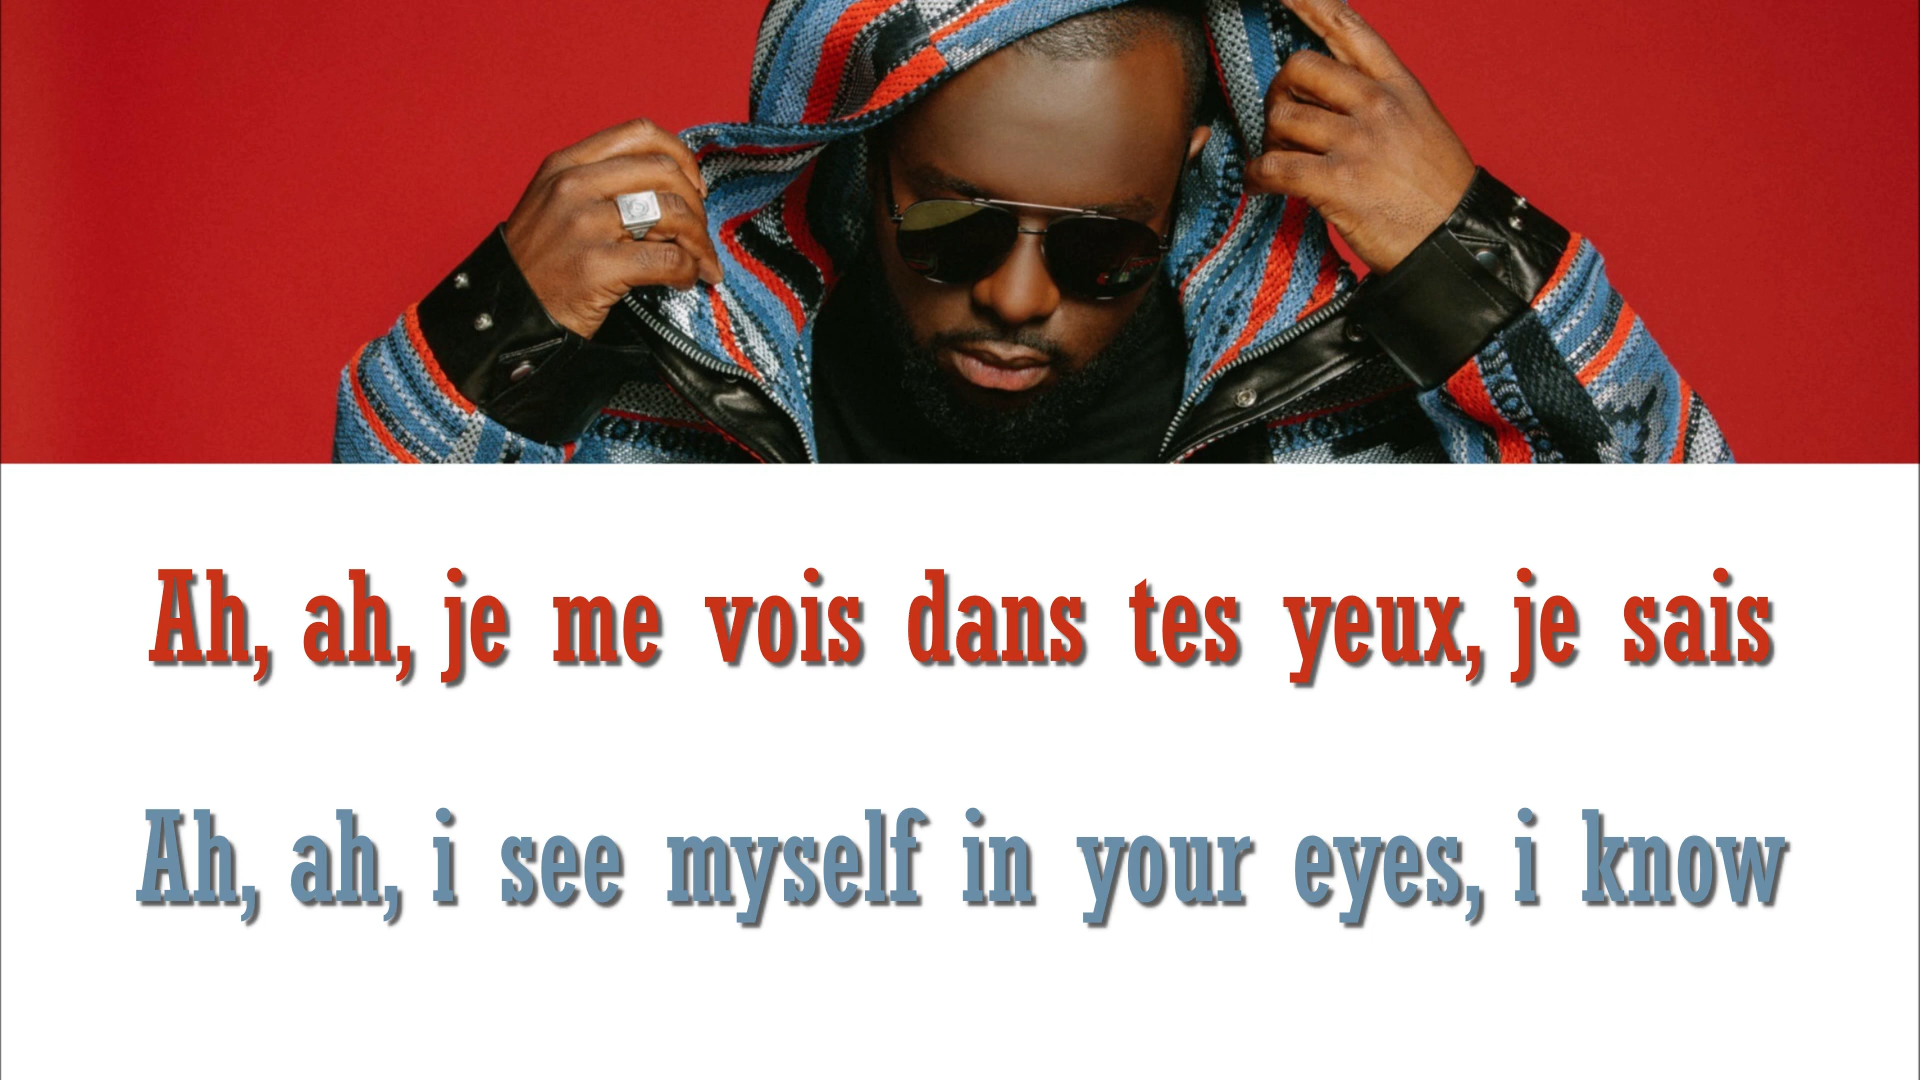 Ah, ah, je me vois dans tes yeux, je sais
Ah, ah, i see myself in your eyes, i know